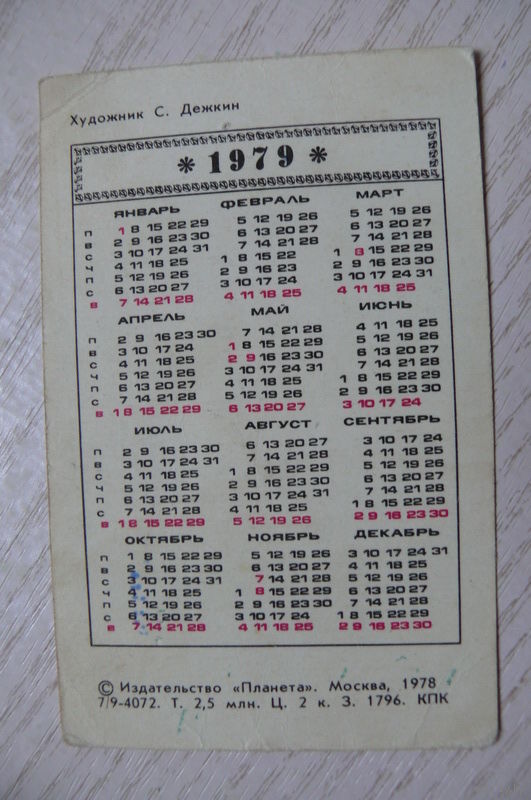 Художник С. Дежкин
* 1979 *
ЯНВАРЬ ФЕВРАЛЬ МАРТ
п 1 8 15 22 29 5 12 19 26 5 12 19 26
в 2 9 16 23 30 6 13 20 27 6 13 20 27
с 3 10 17 24 31 7 14 21 28 7 14 21 28
ч 4 11 18 25 1 8 15 22 1 8 15 22 29
п 5 12 19 26 2 9 16 23 2 9 16 23 30
с 6 13 20 27 3 10 17 24 3 10 17 24 31
в 7 14 21 28 4 11 18 25 4 11 18 25
АПРЕЛЬ МАЙ ИЮНЬ
п 2 9 16 23 30 7 14 21 28 4 11 18 25
в 3 10 17 24 1 8 15 22 29 5 12 19 26
с 4 11 18 25 2 9 16 23 30 6 13 20 27
ч 5 12 19 26 3 10 17 24 31 7 14 21 28
п 6 13 20 27 4 11 18 25 1 8 15 22 29
с 7 14 21 28 5 12 19 26 2 9 16 23 30
в 1 8 15 22 29 6 13 20 27 3 10 17 24
ИЮЛЬ АВГУСТ СЕНТЯБРЬ
п 2 9 16 23 30 6 13 20 27 3 10 17 24
в 3 10 17 24 31 7 14 21 28 4 11 18 25
с 4 11 18 25 1 8 15 22 29 5 12 19 26
ч 5 12 19 26 2 9 16 23 30 6 13 20 27
п 6 13 20 27 3 10 17 24 31 7 14 21 28
с 7 14 21 28 4 11 18 25 1 8 15 22 29
в 1 8 15 22 29 5 12 19 26 2 9 16 23 30
ОКТЯБРЬ НОЯБРЬ ДЕКАБРЬ
п 1 8 15 22 29 5 12 19 26 3 10 17 24 31
в 2 9 16 23 30 6 13 20 27 4 11 18 25
с 3 10 17 24 31 7 14 21 28 5 12 19 26
ч 4 11 18 25 1 8 15 22 29 6 13 20 27
п 5 12 19 26 2 9 16 23 30 7 14 21 28
с 6 13 20 27 3 10 17 24 1 8 15 22 29
в 7 14 21 28 4 11 18 25 2 9 16 23 30
© Издательство «Планета». Москва, 1978
7/9-4072. Т. 2,5 млн. Ц. 2 к. З. 1796. КПК